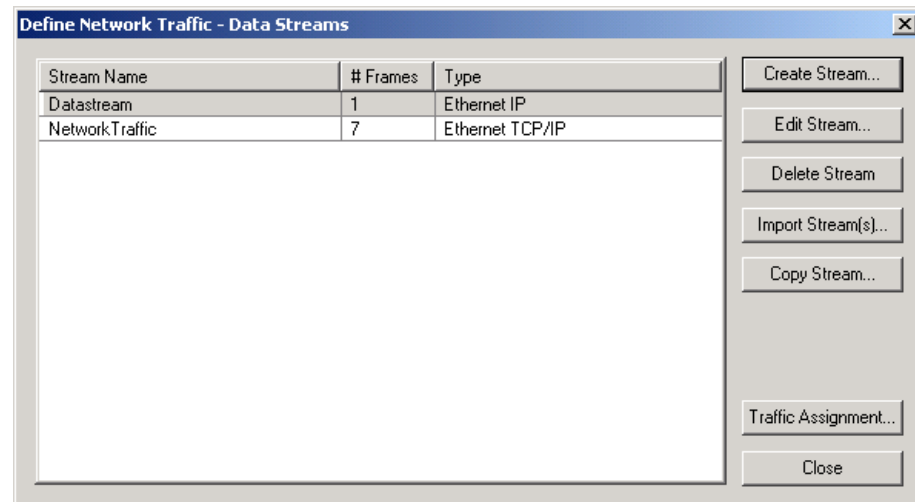 Define Network Traffic - Data Streams
Stream Name # Frames Type
Datastream 1 Ethernet IP
NetworkTraffic 7 Ethernet TCP/IP
Create Stream...
Edit Stream...
Delete Stream
Import Stream(s)...
Copy Stream...
Traffic Assignment...
Close